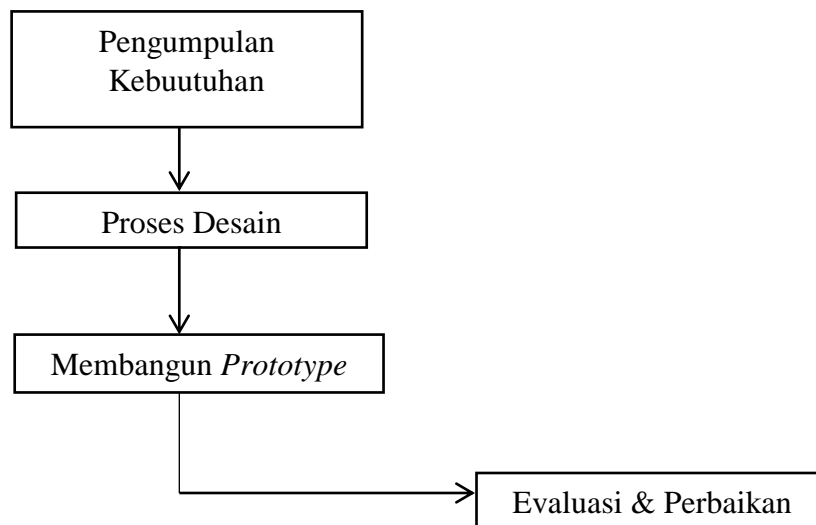 Pengumpulan
Kebuutuhan
Proses Desain
Membangun Prototype
Evaluasi & Perbaikan